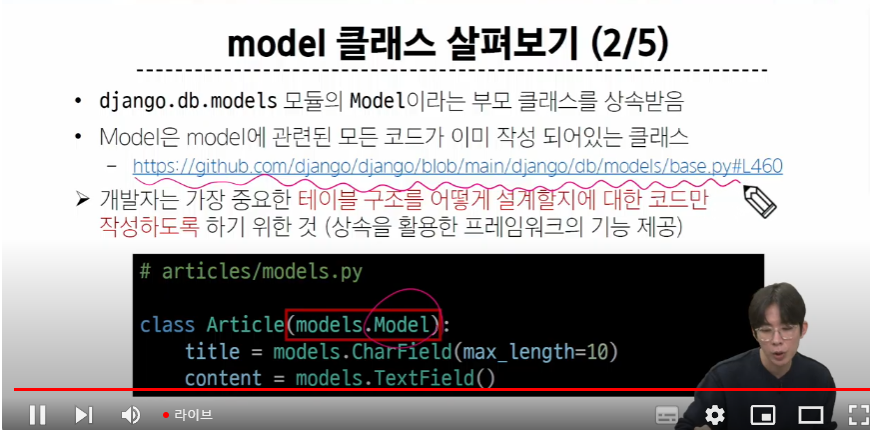 model 클래스 살펴보기 (2/5)
• django.db.models 모듈의 Model이라는 부모 클래스를 상속받음
• Model은 model에 관련된 모든 코드가 이미 작성 되어있는 클래스
– https://github.com/django/django/blob/main/django/db/models/base.py#L460
➢ 개발자는 가장 중요한 테이블 구조를 어떻게 설계할지에 대한 코드만
작성하도록 하기 위한 것 (상속을 활용한 프레임워크의 기능 제공)
# articles/models.py
class Article(models.Model):
title = models.CharField(max_length=10)
content = models.TextField()
라이브